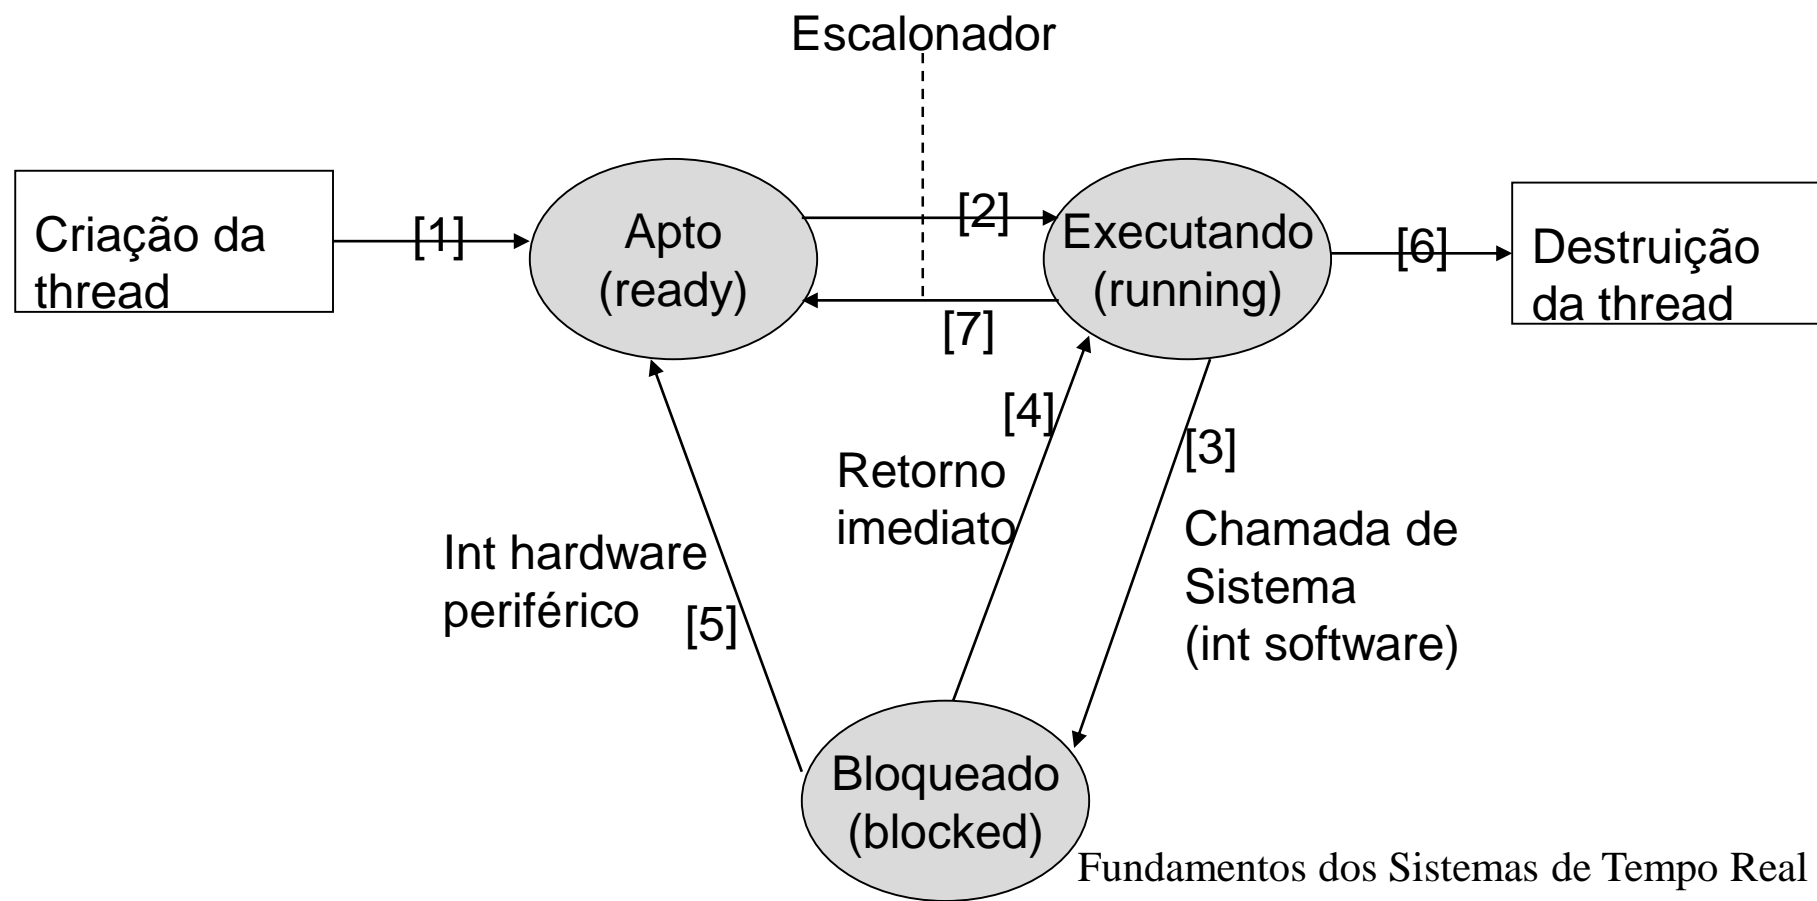 Escalonador
Criação da
thread
[1]
Apto
(ready)
[2]
[7]
Executando
(running)
[6]
Destruição
da thread
[4]
Retorno
imediato
[3]
Chamada de
Sistema
(int software)
Int hardware
periférico
[5]
Bloqueado
(blocked)
Fundamentos dos Sistemas de Tempo Real